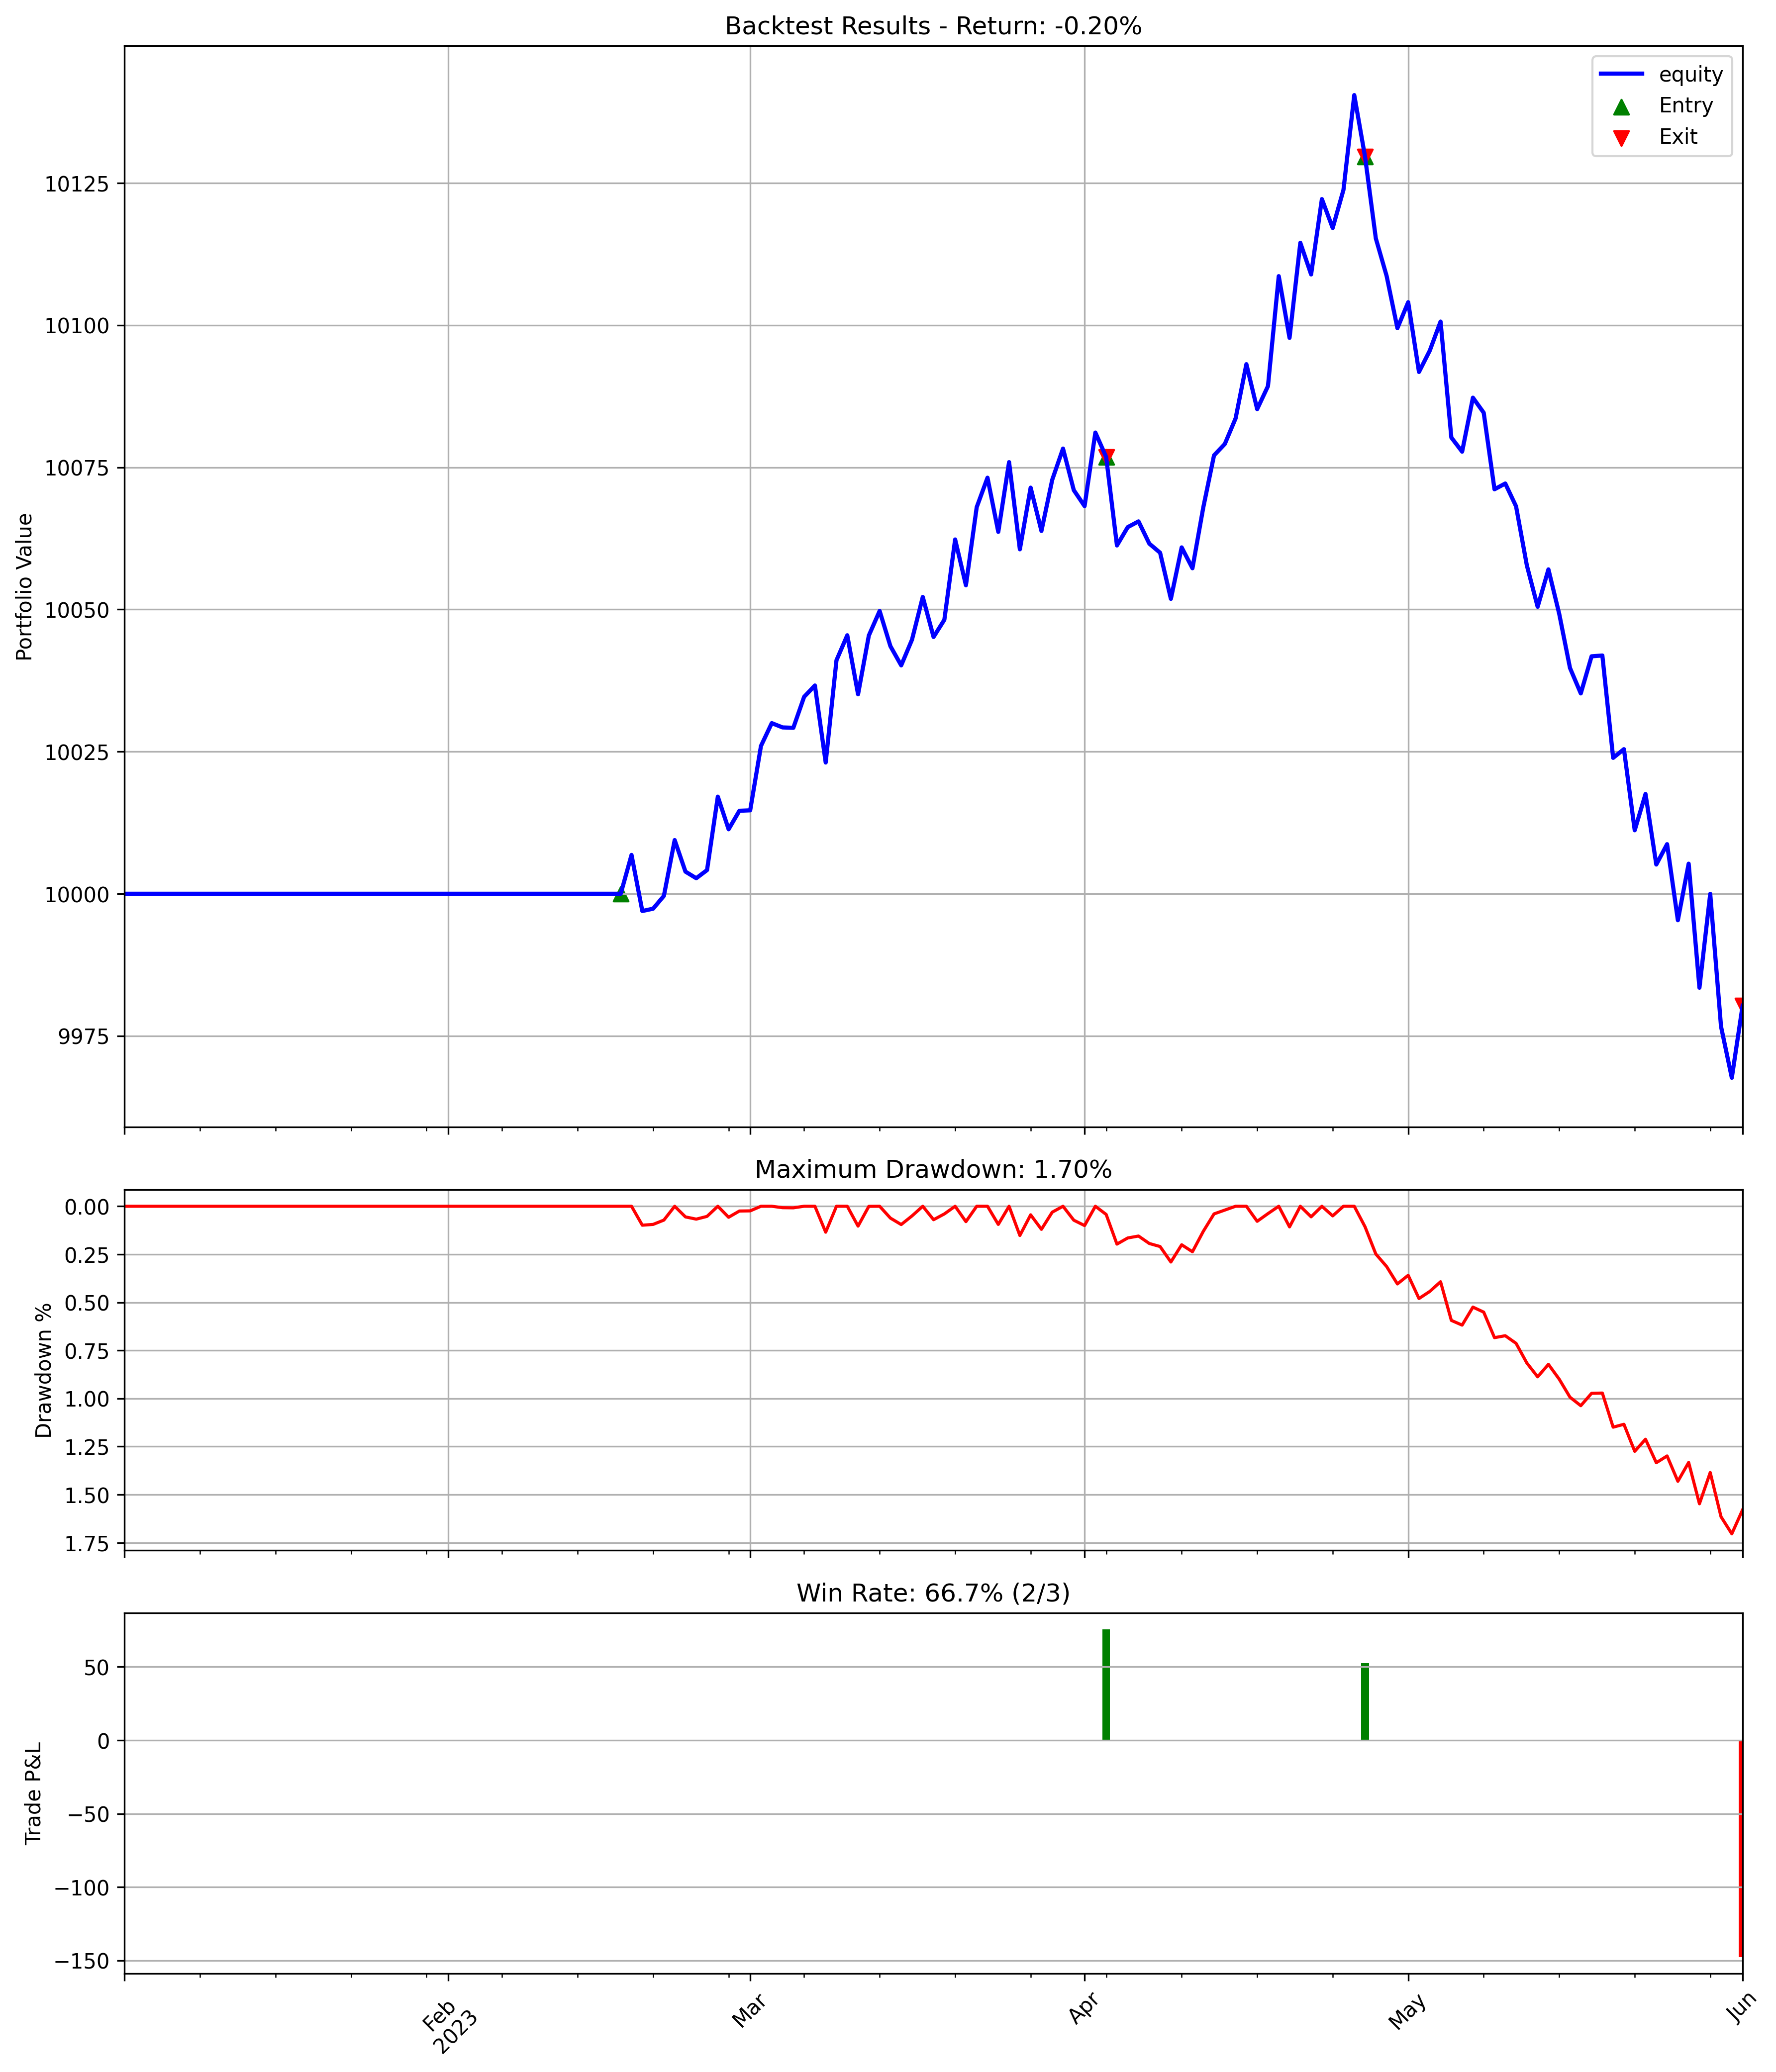 Backtest Results - Return: -0.20%
equity
Entry
Exit
10125
10100
10075
10050
10025
10000
9975
Portfolio Value
Maximum Drawdown: 1.70%
0.00
0.25
0.50
0.75
1.00
1.25
1.50
1.75
Drawdown %
Win Rate: 66.7% (2/3)
50
0
−50
−100
−150
Trade P&L
Feb
2023
Mar
Apr
May
Jun